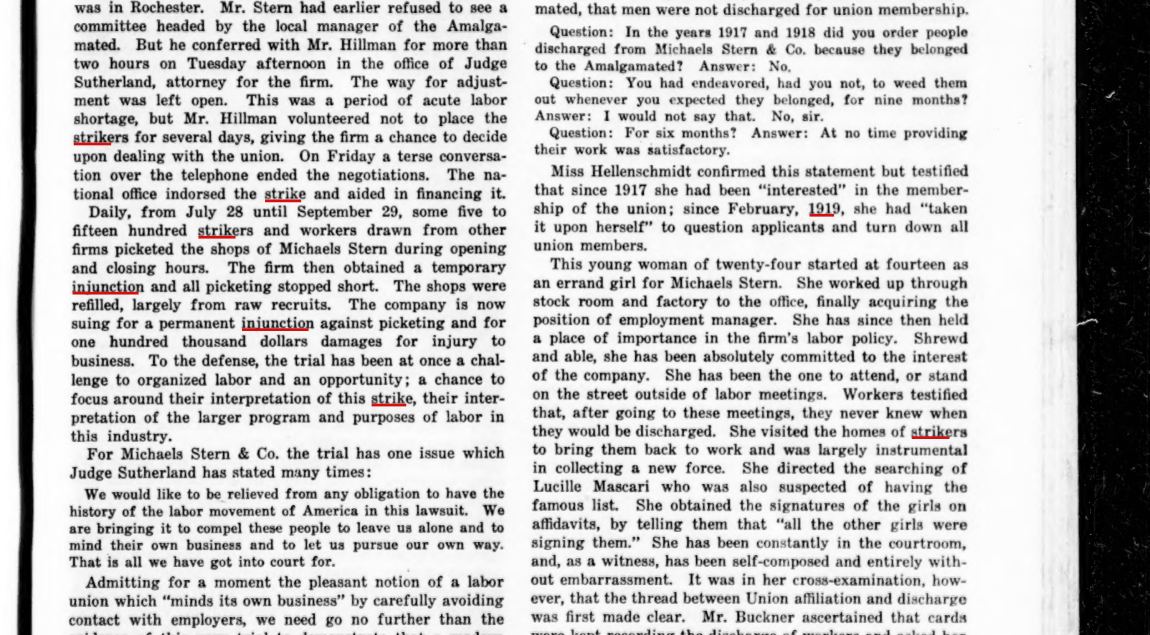 was in Rochester. Mr. Stern had earlier refused to see a
committee headed by the local manager of the Amalga-
mated. But he conferred with Mr. Hillman for more than
two hours on Tuesday afternoon in the office of Judge
Sutherland, attorney for the firm. The way for adjust-
ment was left open. This was a period of acute labor
shortage, but Mr. Hillman volunteered not to place the
strikers for several days, giving the firm a chance to decide
upon dealing with the union. On Friday a terse conversa-
tion over the telephone ended the negotiations. The na-
tional office indorsed the strike and aided in financing it.
Daily, from July 28 until September 29, some five to
fifteen hundred strikers and workers drawn from other
firms picketed the shops of Michaels Stern during opening
and closing hours. The firm then obtained a temporary
injunction and all picketing stopped short. The shops were
refilled, largely from raw recruits. The company is now
suing for a permanent injunction against picketing and for
one hundred thousand dollars damages for injury to
business. To the defense, the trial has been at once a chal-
lenge to organized labor and an opportunity; a chance to
focus around their interpretation of this strike, their inter-
pretation of the larger program and purposes of labor in
this industry.
For Michaels Stern & Co. the trial has one issue which
Judge Sutherland has stated many times:
We would like to be relieved from any obligation to have the
history of the labor movement of America in this lawsuit. We
are bringing it to compel these people to leave us alone and to
mind their own business and to let us pursue our own way.
That is all we have got into court for.
Admitting for a moment the pleasant notion of a labor
union which "minds its own business" by carefully avoiding
contact with employers, we need go no further than the
mated, that men were not discharged for union membership.
Question: In the years 1917 and 1918 did you order people
discharged from Michaels Stern & Co. because they belonged
to the Amalgamated? Answer: No.
Question: You had endeavored, had you not, to weed them
out whenever you expected they belonged, for nine months?
Answer: I would not say that. No, sir.
Question: For six months? Answer: At no time providing
their work was satisfactory.
Miss Hellenschmidt confirmed this statement but testified
that since 1917 she had been "interested" in the member-
ship of the union; since February, 1919, she had "taken
it upon herself" to question applicants and turn down all
union members.
This young woman of twenty-four started at fourteen as
an errand girl for Michaels Stern. She worked up through
stock room and factory to the office, finally acquiring the
position of employment manager. She has since then held
a place of importance in the firm's labor policy. Shrewd
and able, she has been absolutely committed to the interest
of the company. She has been the one to attend, or stand
on the street outside of labor meetings. Workers testified
that, after going to these meetings, they never knew when
they would be discharged. She visited the homes of strikers
to bring them back to work and was largely instrumental
in collecting a new force. She directed the searching of
Lucille Mascari who was also suspected of having the
famous list. She obtained the signatures of the girls on
affidavits, by telling them that "all the other girls were
signing them." She has been constantly in the courtroom,
and, as a witness, has been self-composed and entirely with-
out embarrassment. It was in her cross-examination, how-
ever, that the thread between Union affiliation and discharge
was first made clear. Mr. Buckner ascertained that cards